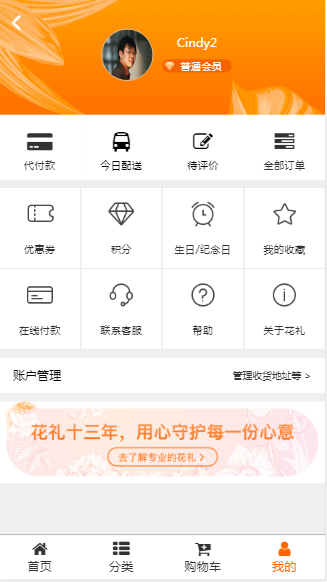 Cindy2
普通会员
代付款 今日配送 待评价 全部订单
优惠券 积分 生日/纪念日 我的收藏
在线付款 联系客服 帮助 关于花礼
账户管理 管理收货地址等 >
花礼十三年，用心守护每一份心意
去了解专业的花礼 >
首页 分类 购物车 我的